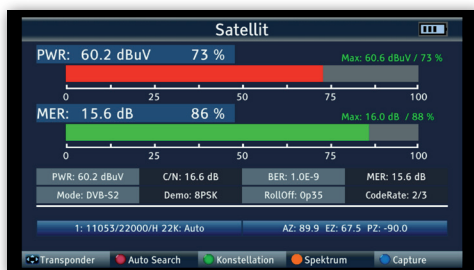 Satellit
PWR: 60.2 dBuV 73 % Max: 60.6 dBuV / 73 %
0 25 50 75 100
MER: 15.6 dB 86 % Max: 16.0 dB / 88 %
0 25 50 75 100
PWR: 60.2 dBuV C/N: 16.6 dB BER: 1.0E-9 MER: 15.6 dB
Mode: DVB-S2 Demo: 8PSK RollOff: 0p35 CodeRate: 2/3
1: 11053/22000/H 22K: Auto AZ: 89.9 EZ: 67.5 PZ: -90.0
Transponder Auto Search Konstellation Spektrum Capture